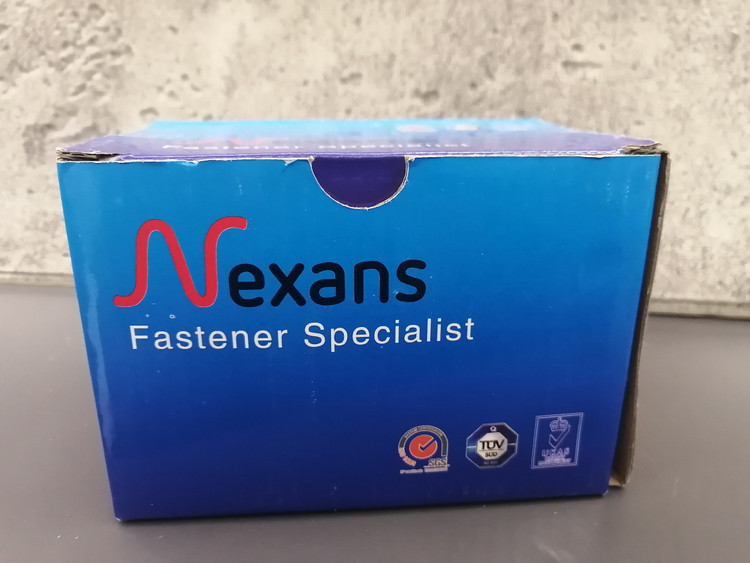 Nexans
Fastener Specialist
SGS
TÜV
SÜD
UKAS